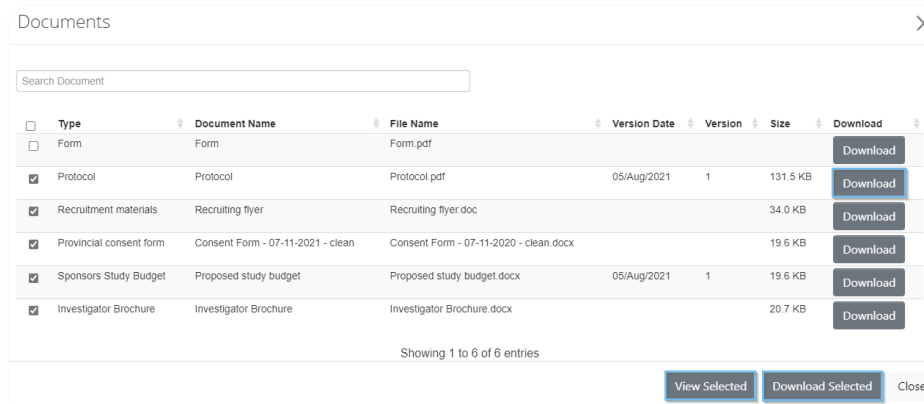 Documents
Search Document
Type Document Name File Name Version Date Version Size Download
Form Form Form.pdf Download
Protocol Protocol Protocol.pdf 05/Aug/2021 1 131.5 KB Download
Recruitment materials Recruiting flyer Recruiting flyer.doc 34.0 KB Download
Provincial consent form Consent Form - 07-11-2021 - clean Consent Form - 07-11-2020 - clean.docx 19.6 KB Download
Sponsors Study Budget Proposed study budget Proposed study budget.docx 05/Aug/2021 1 19.6 KB Download
Investigator Brochure Investigator Brochure Investigator Brochure.docx 20.7 KB Download
Showing 1 to 6 of 6 entries
View Selected Download Selected Close